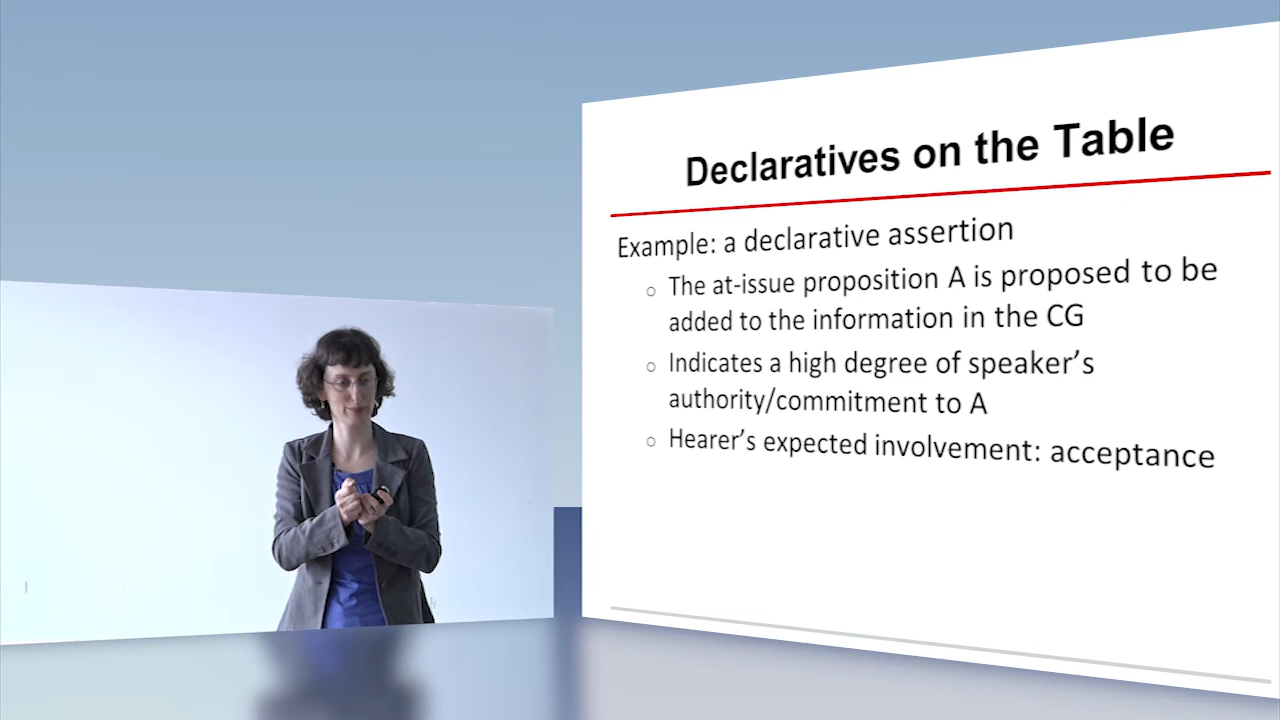 Declaratives on the Table
Example: a declarative assertion
○ The at-issue proposition A is proposed to be
added to the information in the CG
○ Indicates a high degree of speaker’s
authority/commitment to A
○ Hearer’s expected involvement: acceptance